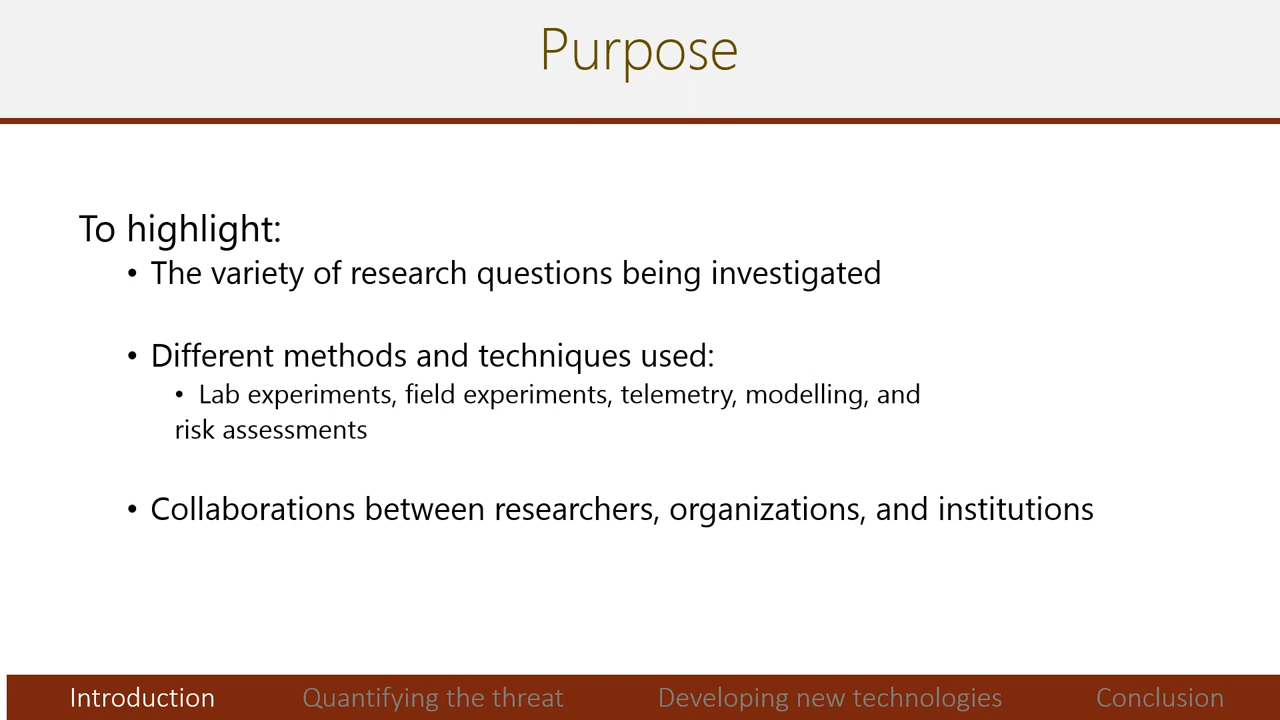 Purpose
To highlight:
• The variety of research questions being investigated
• Different methods and techniques used:
• Lab experiments, field experiments, telemetry, modelling, and
risk assessments
• Collaborations between researchers, organizations, and institutions
Introduction Quantifying the threat Developing new technologies Conclusion